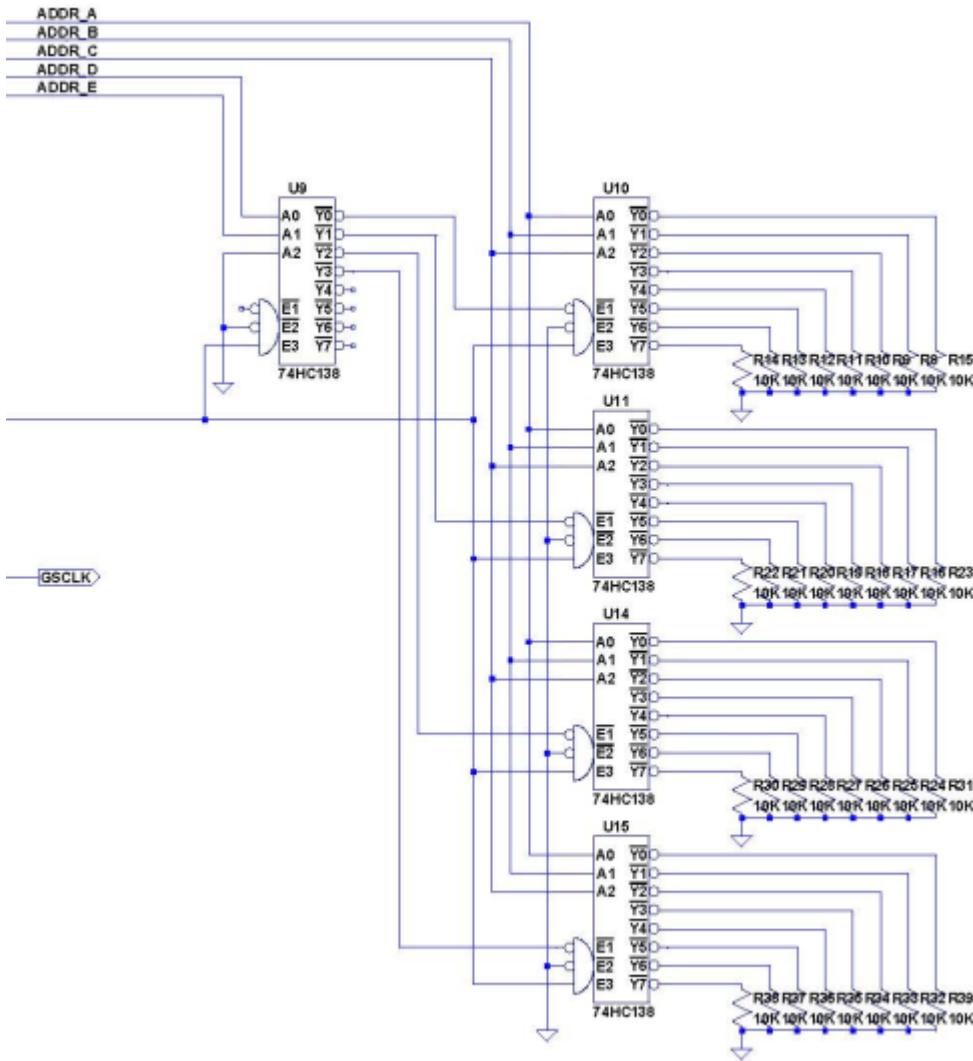 ADDR_A
ADDR_B
ADDR_C
ADDR_D
ADDR_E
U9
A0 Y0
A1 Y1
A2 Y2
Y3
Y4
E1 Y5
E2 Y6
E3 Y7
74HC138
GSCLK
U10
A0 Y0
A1 Y1
A2 Y2
Y3
Y4
E1 Y5
E2 Y6
E3 Y7
74HC138
R14 R13 R12 R11 R10 R9 R8 R15
10K 10K 10K 10K 10K 10K 10K 10K
U11
A0 Y0
A1 Y1
A2 Y2
Y3
Y4
E1 Y5
E2 Y6
E3 Y7
74HC138
R22 R21 R20 R19 R18 R17 R16 R23
10K 10K 10K 10K 10K 10K 10K 10K
U14
A0 Y0
A1 Y1
A2 Y2
Y3
Y4
E1 Y5
E2 Y6
E3 Y7
74HC138
R30 R29 R28 R27 R26 R25 R24 R31
10K 10K 10K 10K 10K 10K 10K 10K
U15
A0 Y0
A1 Y1
A2 Y2
Y3
Y4
E1 Y5
E2 Y6
E3 Y7
74HC138
R38 R37 R36 R35 R34 R33 R32 R39
10K 10K 10K 10K 10K 10K 10K 10K